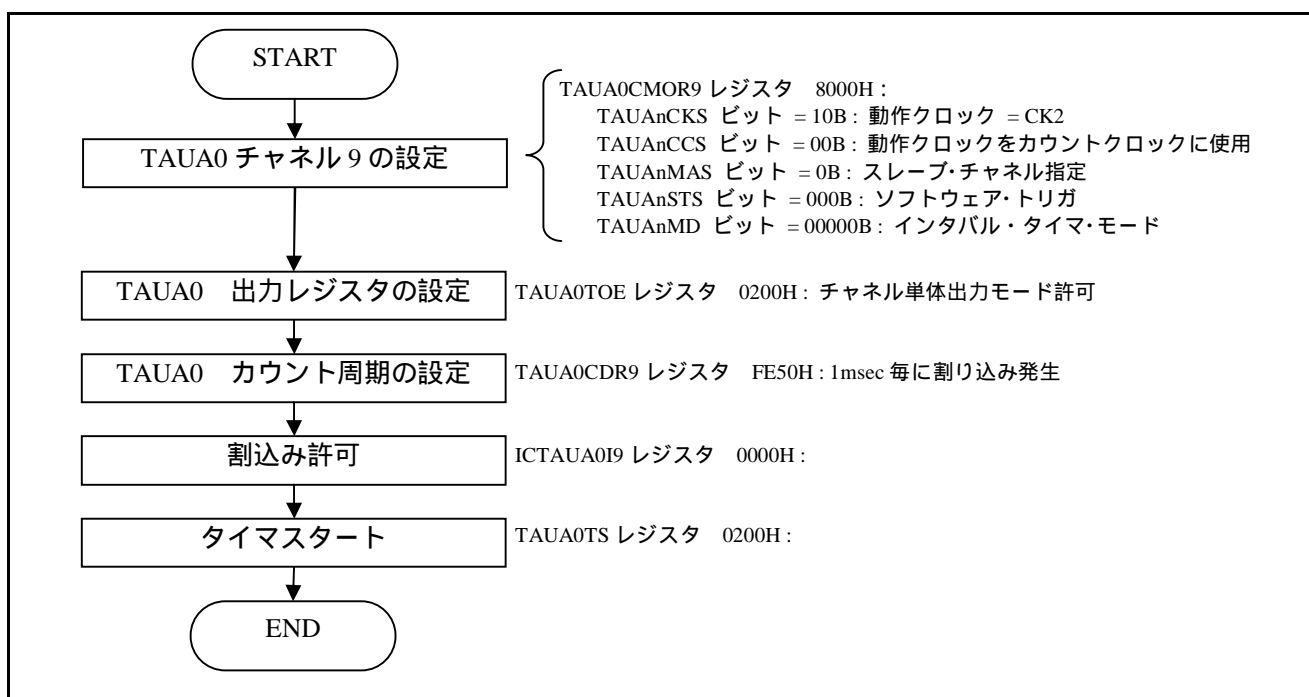 START
TAUA0 チャネル 9 の設定
TAUA0CMOR9 レジスタ　8000H :
TAUAnCKS ビット = 10B : 動作クロック = CK2
TAUAnCCS ビット = 00B : 動作クロックをカウントクロックに使用
TAUAnMAS ビット = 0B : スレーブ・チャネル指定
TAUAnSTS ビット = 000B : ソフトウェア・トリガ
TAUAnMD ビット = 00000B : インタバル・タイマ・モード
TAUA0　出力レジスタの設定
TAUA0TOE レジスタ　0200H : チャネル単体出力モード許可
TAUA0　カウント周期の設定
TAUA0CDR9 レジスタ　FE50H : 1msec 毎に割り込み発生
割込み許可
ICTAUA0I9 レジスタ　0000H :
タイマスタート
TAUA0TS レジスタ　0200H :
END